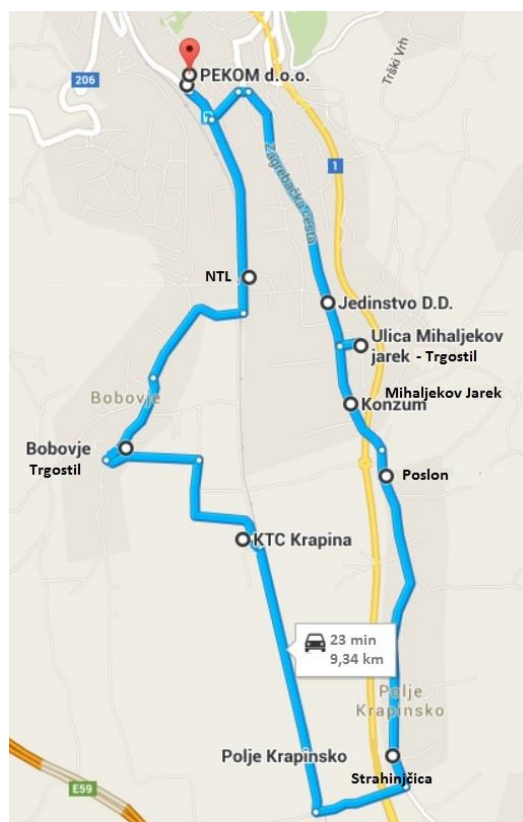 206
PEKOM d.o.o.
Trški Vrh
Zagrebačka cesta
1
NTL
Jedinstvo D.D.
Ulica Mihaljekov
jarek - Trgostil
Bobovje
Mihaljekov Jarek
Konzum
Bobovje
Trgostil
Poslon
KTC Krapina
23 min
9,34 km
Polje
Krapinsko
Polje Krapinsko
Strahinjčica
E59